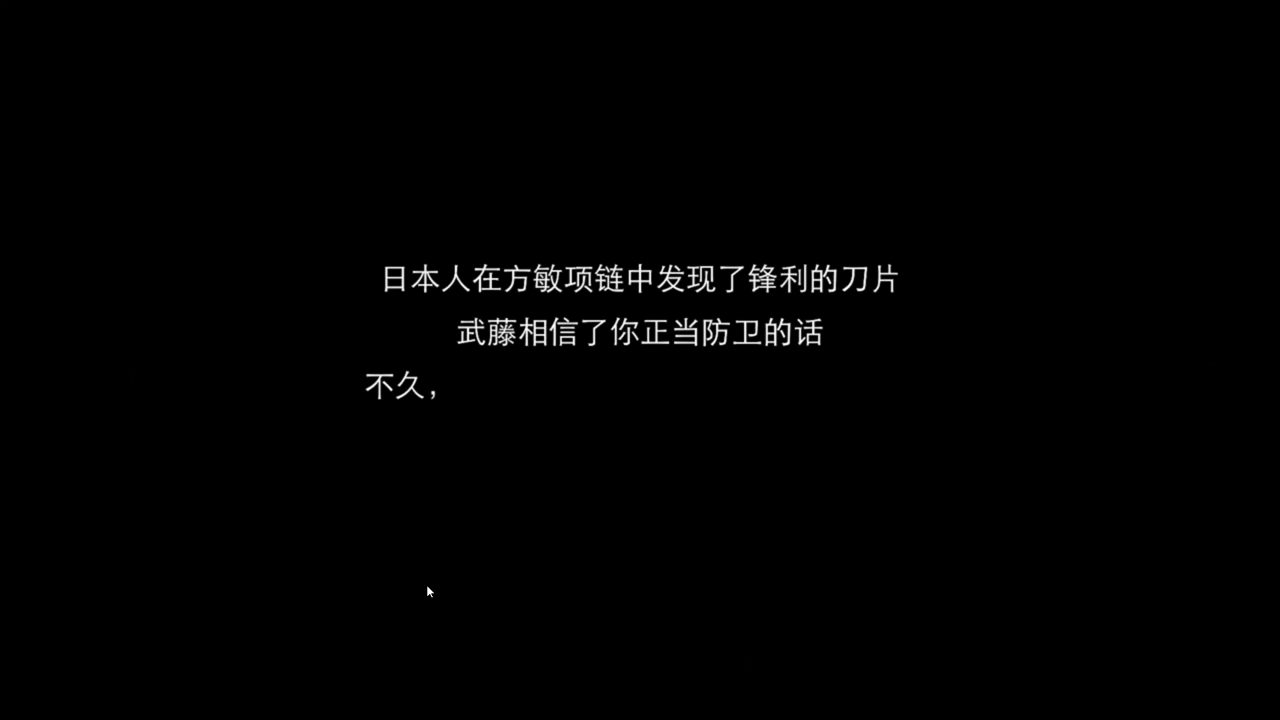 日本人在方敏项链中发现了锋利的刀片
武藤相信了你正当防卫的话
不久，